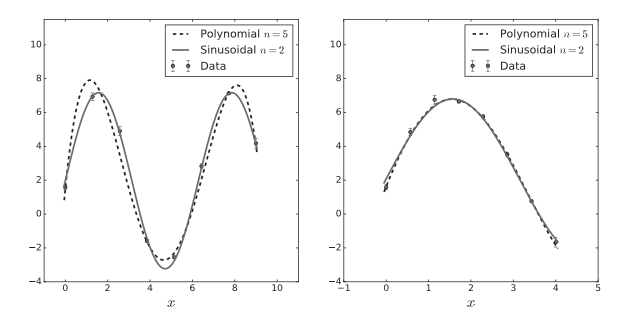 Polynomial n = 5
Sinusoidal n = 2
Data
10
8
6
4
2
0
−2
−4
0 2 4 6 8 10
x
Polynomial n = 5
Sinusoidal n = 2
Data
10
8
6
4
2
0
−2
−4
−1 0 1 2 3 4 5
x